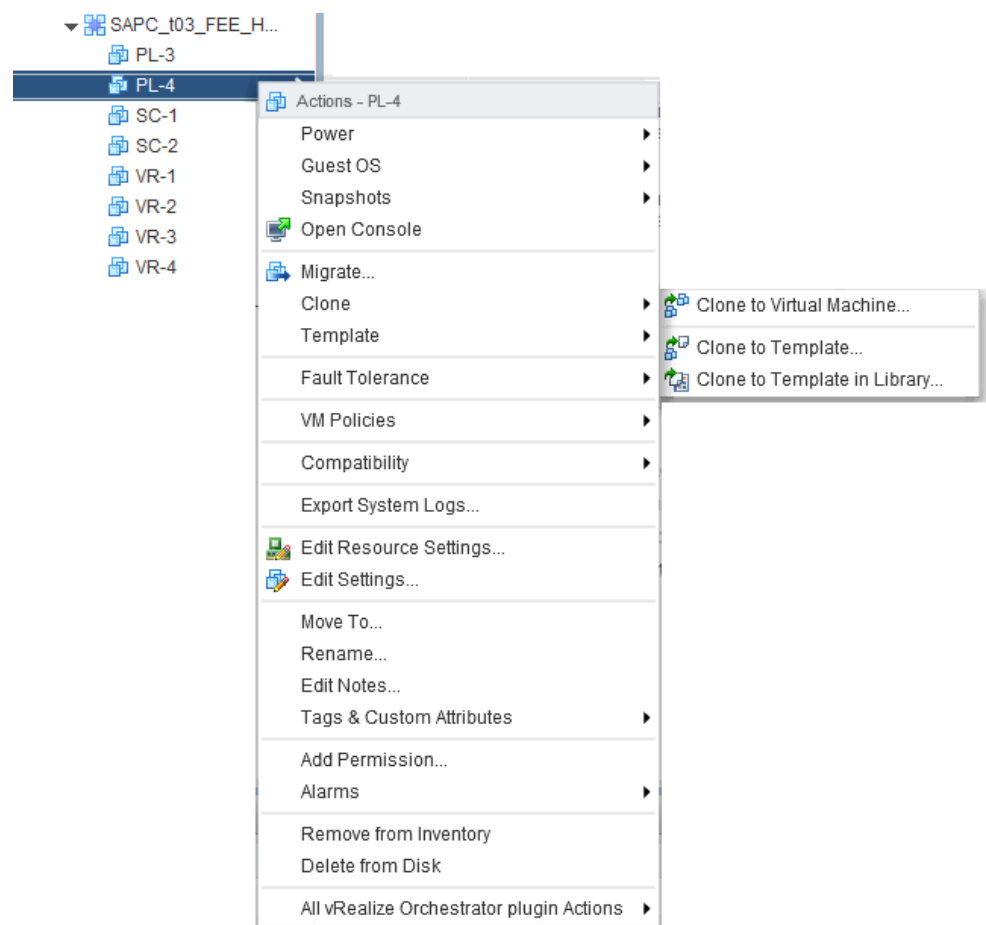 SAPC_t03_FEE_H...
PL-3
PL-4
SC-1
SC-2
VR-1
VR-2
VR-3
VR-4
Actions - PL-4
Power
Guest OS
Snapshots
Open Console
Migrate...
Clone
Template
Fault Tolerance
VM Policies
Compatibility
Export System Logs...
Edit Resource Settings...
Edit Settings...
Move To...
Rename...
Edit Notes...
Tags & Custom Attributes
Add Permission...
Alarms
Remove from Inventory
Delete from Disk
All vRealize Orchestrator plugin Actions
Clone to Virtual Machine...
Clone to Template...
Clone to Template in Library...